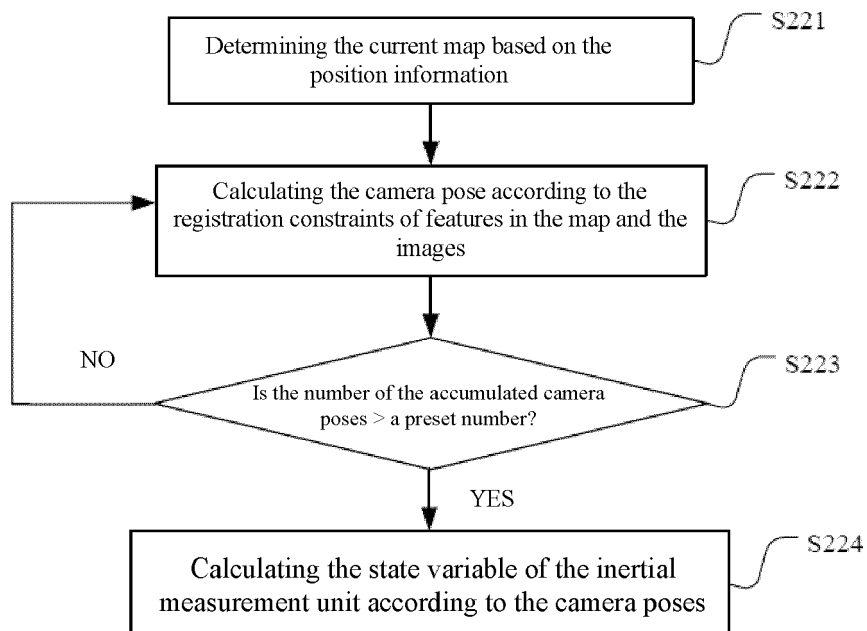 S221
Determining the current map based on the
position information
S222
Calculating the camera pose according to the
registration constraints of features in the map and the
images
NO
S223
Is the number of the accumulated camera
poses > a preset number?
YES
S224
Calculating the state variable of the inertial
measurement unit according to the camera poses